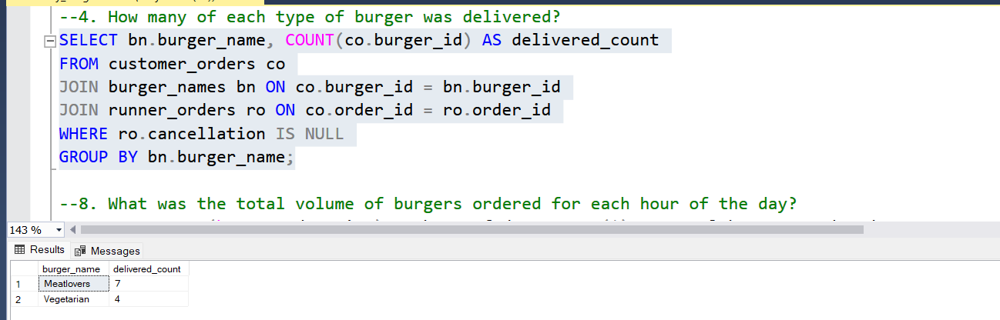 --4. How many of each type of burger was delivered?
SELECT bn.burger_name, COUNT(co.burger_id) AS delivered_count
FROM customer_orders co
JOIN burger_names bn ON co.burger_id = bn.burger_id
JOIN runner_orders ro ON co.order_id = ro.order_id
WHERE ro.cancellation IS NULL
GROUP BY bn.burger_name;
--8. What was the total volume of burgers ordered for each hour of the day?
143 %
Results Messages
burger_name delivered_count
1 Meatlovers 7
2 Vegetarian 4